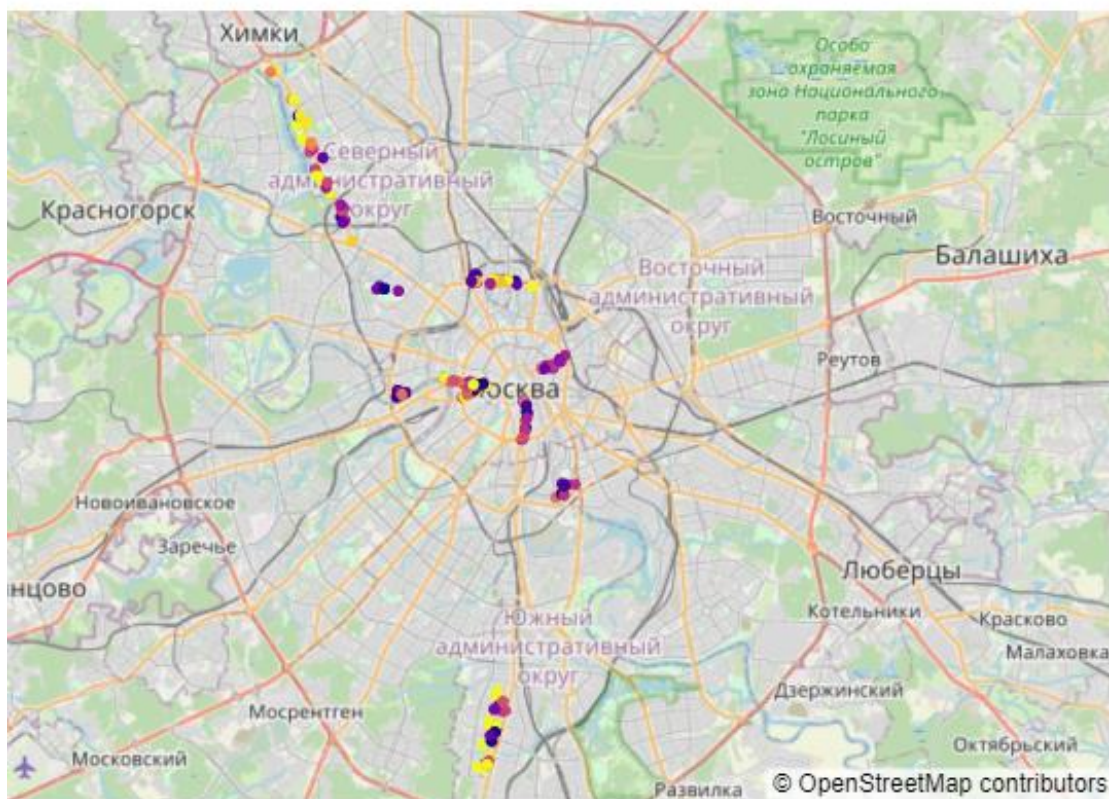 Химки
Особо
охраняемая
зона Национального
парка
"Лосиный
остров"
Северный
административный
округ
Красногорск
Восточный
Балашиха
Восточный
административный
округ
Реутов
Москва
Новоивановское
Заречье
нцово
Люберцы
Котельники
Красково
Малаховка
Южный
административный
округ
Дзержинский
Мосрентген
Московский
Октябрьский
Развилка
© OpenStreetMap contributors